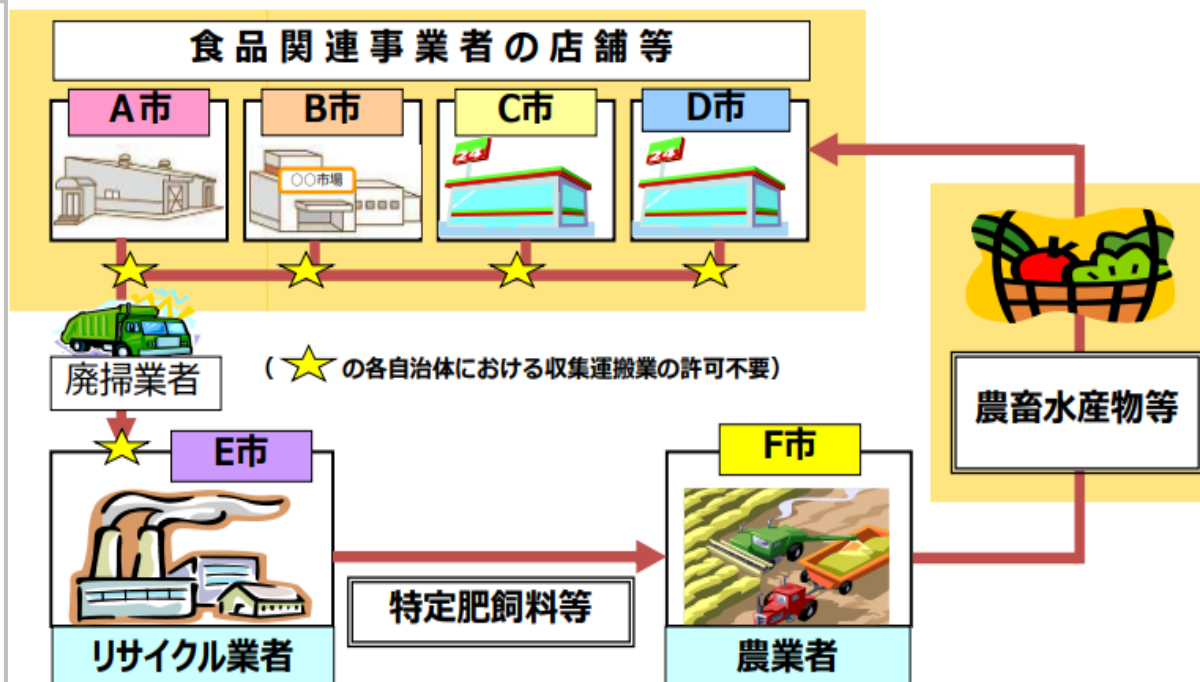 食品関連事業者の店舗等
A市
B市
C市
D市
〇〇市場
24
24
廃掃業者
（ の各自治体における収集運搬業の許可不要）
農畜水産物等
E市
F市
特定肥飼料等
リサイクル業者
農業者